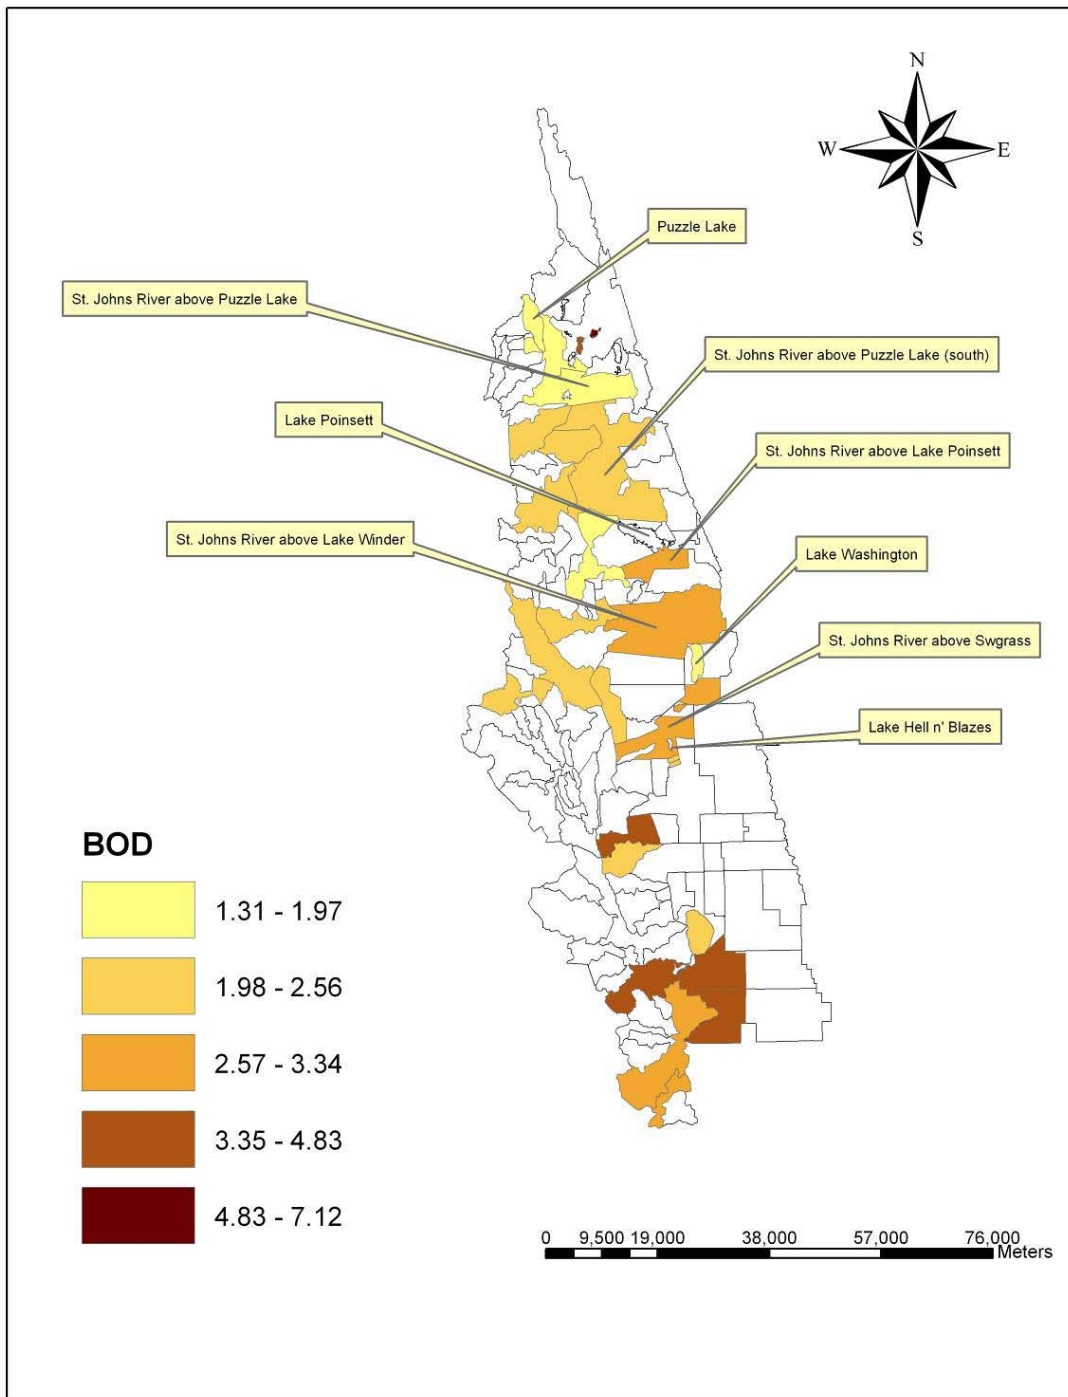 N
W E
S
Puzzle Lake
St. Johns River above Puzzle Lake
St. Johns River above Puzzle Lake (south)
Lake Poinsett
St. Johns River above Lake Poinsett
St. Johns River above Lake Winder
Lake Washington
St. Johns River above Swgrass
Lake Hell n' Blazes
BOD
1.31 - 1.97
1.98 - 2.56
2.57 - 3.34
3.35 - 4.83
4.83 - 7.12
0 9,500 19,000 38,000 57,000 76,000
Meters